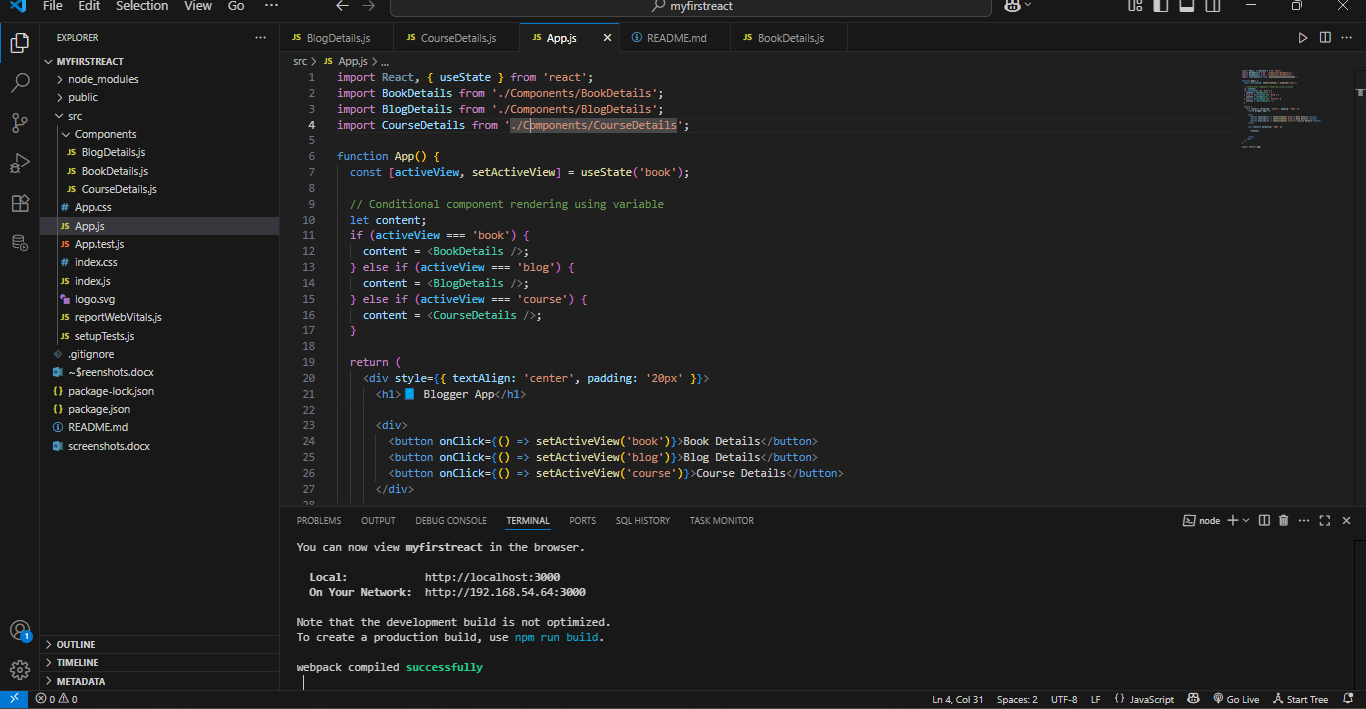 File Edit Selection View Go ··· myfirstreact
EXPLORER ···
BlogDetails.js CourseDetails.js App.js README.md BookDetails.js
MYFIRSTREACT
node_modules
public
src
Components
JS BlogDetails.js
JS BookDetails.js
JS CourseDetails.js
# App.css
JS App.js
JS App.test.js
# index.css
JS index.js
logo.svg
JS reportWebVitals.js
JS setupTests.js
.gitignore
~$reenshots.docx
{} package-lock.json
{} package.json
README.md
screenshots.docx
OUTLINE
TIMELINE
METADATA
src > JS App.js > ...
1 import React, { useState } from 'react';
2 import BookDetails from './Components/BookDetails';
3 import BlogDetails from './Components/BlogDetails';
4 import CourseDetails from './Components/CourseDetails';
5
6 function App() {
7 const [activeView, setActiveView] = useState('book');
8
9 // Conditional component rendering using variable
10 let content;
11 if (activeView === 'book') {
12 content = <BookDetails />;
13 } else if (activeView === 'blog') {
14 content = <BlogDetails />;
15 } else if (activeView === 'course') {
16 content = <CourseDetails />;
17 }
18
19 return (
20 <div style={{ textAlign: 'center', padding: '20px' }}>
21 <h1>📘 Blogger App</h1>
22
23 <div>
24 <button onClick={() => setActiveView('book')}>Book Details</button>
25 <button onClick={() => setActiveView('blog')}>Blog Details</button>
26 <button onClick={() => setActiveView('course')}>Course Details</button>
27 </div>
28
PROBLEMS OUTPUT DEBUG CONSOLE TERMINAL PORTS SQL HISTORY TASK MONITOR node
You can now view myfirstreact in the browser.
Local: http://localhost:3000
On Your Network: http://192.168.54.64:3000
Note that the development build is not optimized.
To create a production build, use npm run build.
webpack compiled successfully
1
0 0 Ln 4, Col 31 Spaces: 2 UTF-8 LF {} JavaScript Go Live Start Tree